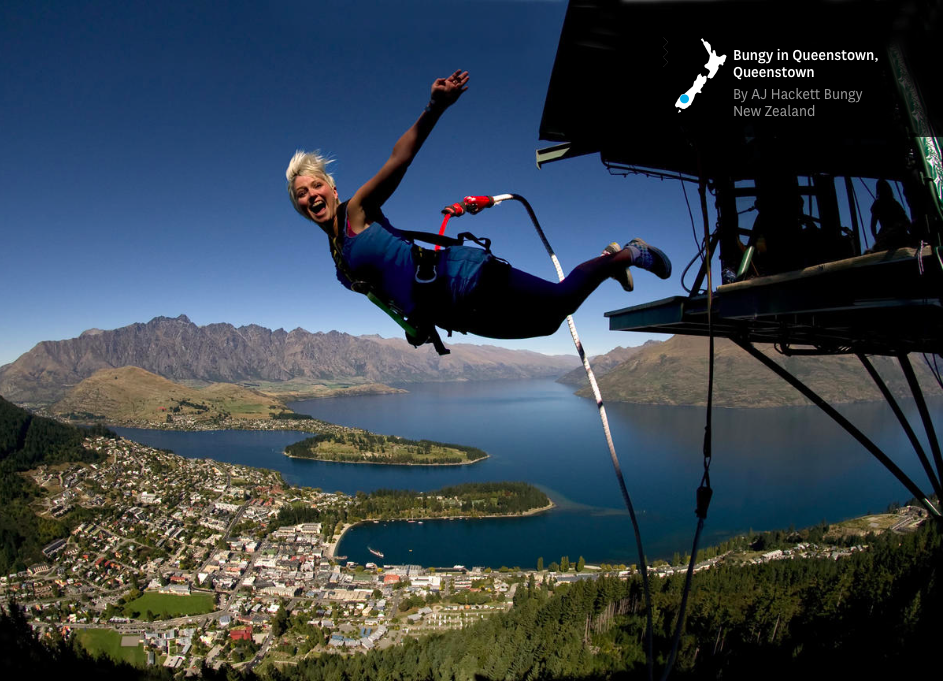 Bungy in Queenstown,
Queenstown
By AJ Hackett Bungy
New Zealand